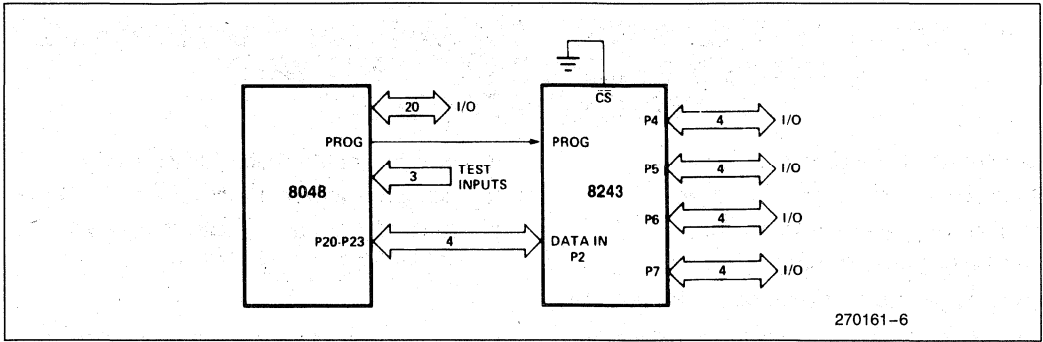 CS
20 I/O
P4 4 I/O
PROG
PROG
3 TEST INPUTS
P5 4 I/O
8048
8243
P6 4 I/O
P20-P23 4 DATA IN
P2
P7 4 I/O
270161-6